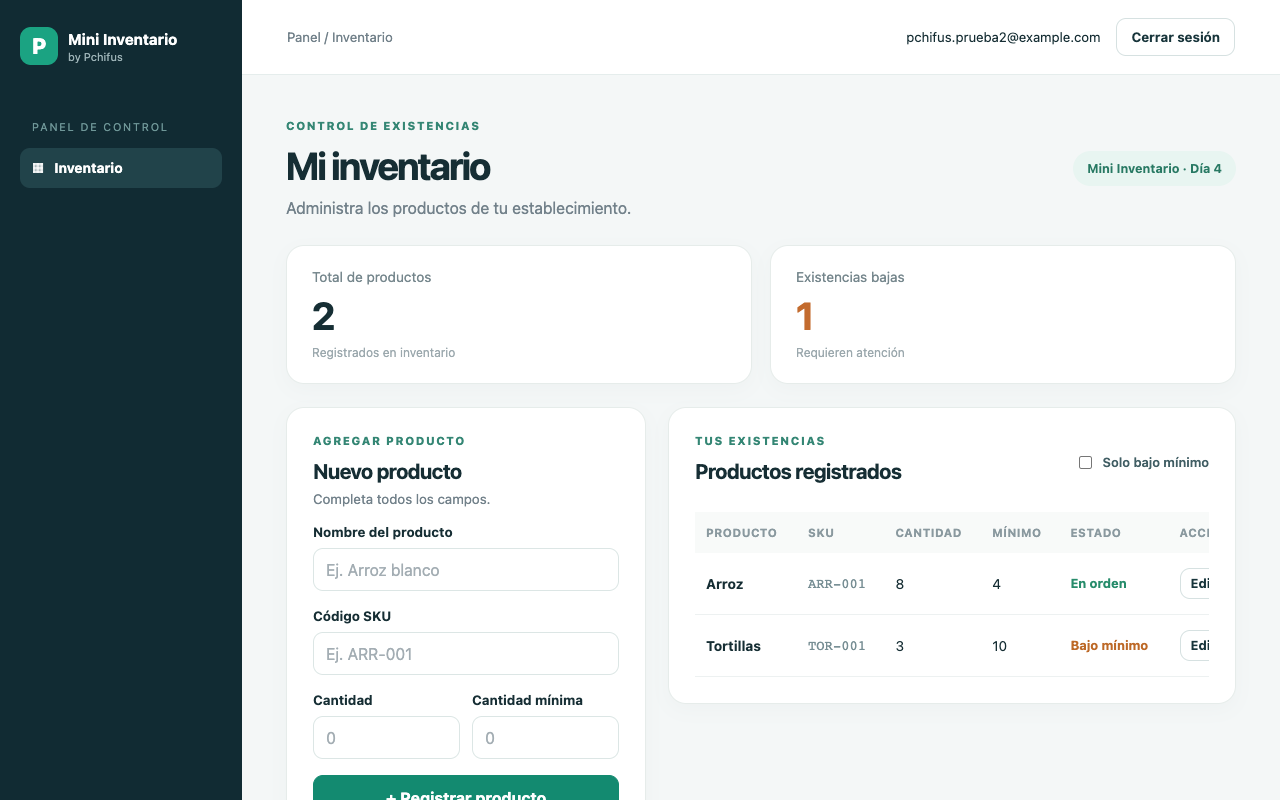 P
Mini Inventario
by Pchifus
PANEL DE CONTROL
Inventario
Panel / Inventario
pchifus.prueba2@example.com
Cerrar sesión
CONTROL DE EXISTENCIAS
Mi inventario
Mini Inventario · Día 4
Administra los productos de tu establecimiento.
Total de productos
2
Registrados en inventario
Existencias bajas
1
Requieren atención
AGREGAR PRODUCTO
Nuevo producto
Completa todos los campos.
Nombre del producto
Ej. Arroz blanco
Código SKU
Ej. ARR-001
Cantidad Cantidad mínima
0 0
+ Registrar producto
TUS EXISTENCIAS
Productos registrados
Solo bajo mínimo
PRODUCTO SKU CANTIDAD MÍNIMO ESTADO ACCI
Arroz ARR-001 8 4 En orden Edi
Tortillas TOR-001 3 10 Bajo mínimo Edi